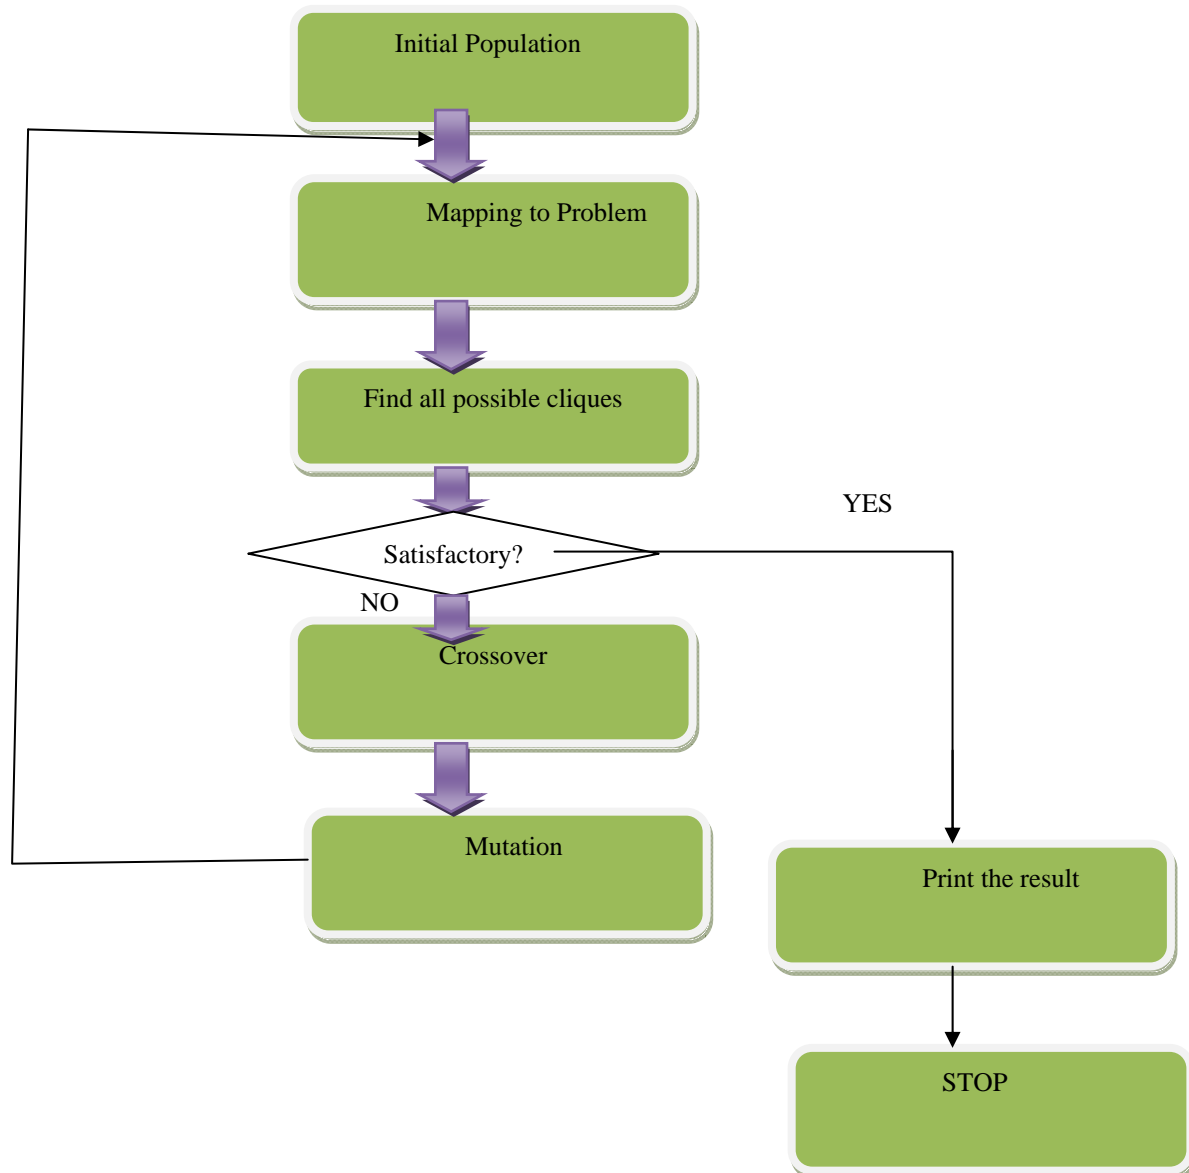 Initial Population
Mapping to Problem
Find all possible cliques
YES
Satisfactory?
NO
Crossover
Mutation
Print the result
STOP